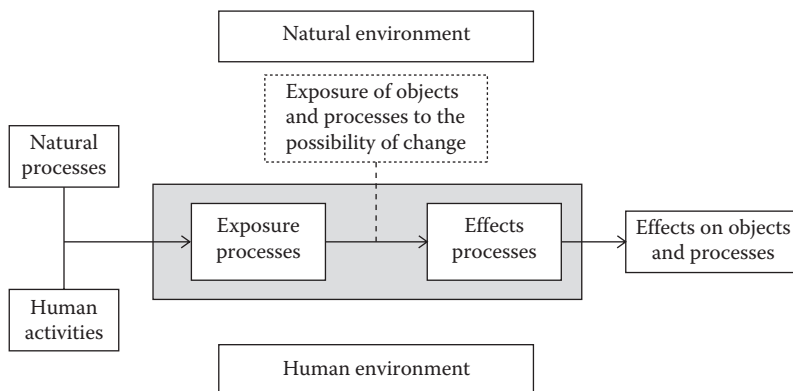 Natural environment
Exposure of objects
and processes to the
possibility of change
Natural
processes
Exposure
processes
Effects
processes
Effects on objects
and processes
Human
activities
Human environment